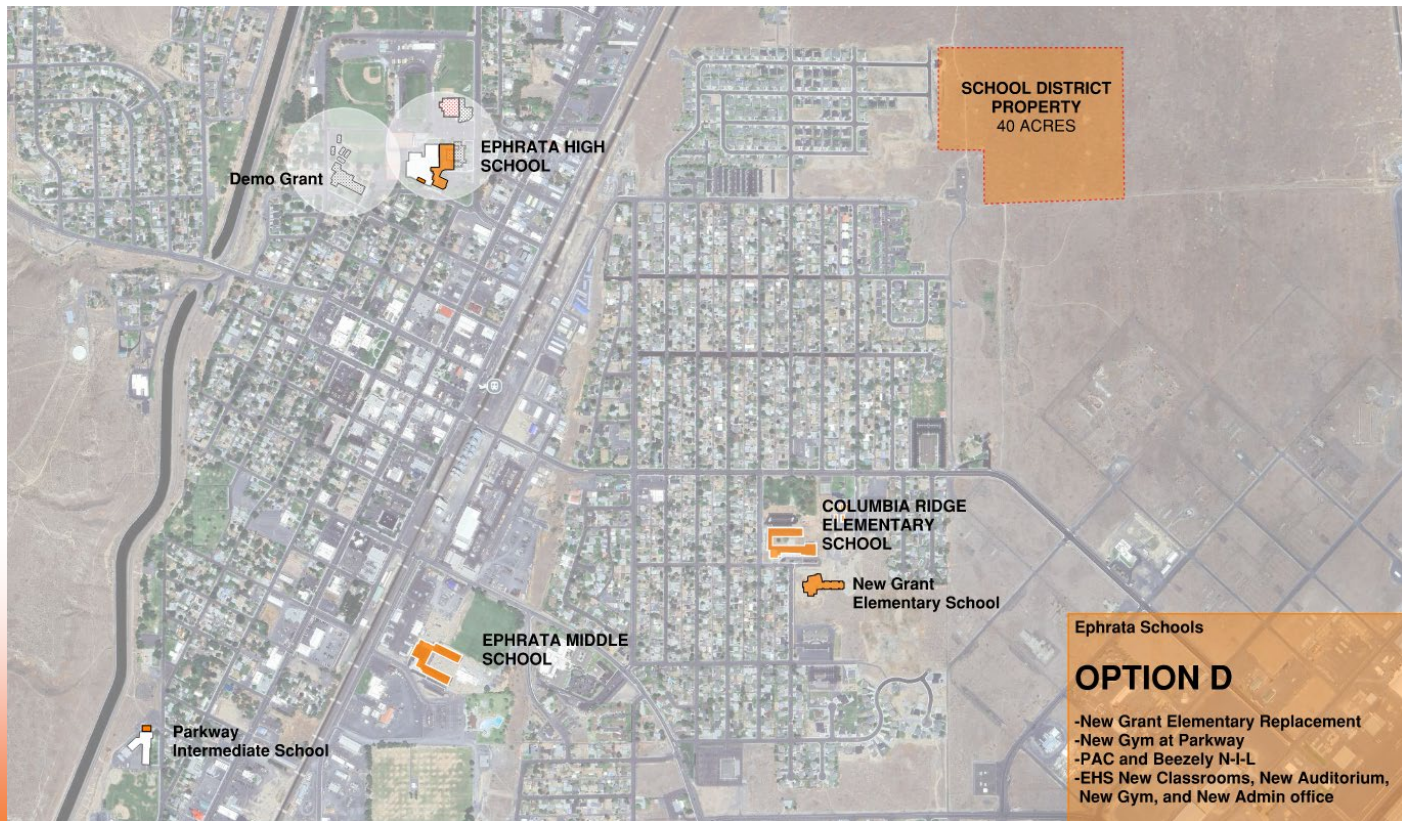 SCHOOL DISTRICT
PROPERTY
40 ACRES
EPHRATA HIGH
SCHOOL
Demo Grant
COLUMBIA RIDGE
ELEMENTARY
SCHOOL
New Grant
Elementary School
EPHRATA MIDDLE
SCHOOL
Parkway
Intermediate School
Ephrata Schools
OPTION D
-New Grant Elementary Replacement
-New Gym at Parkway
-PAC and Beezely N-I-L
-EHS New Classrooms, New Auditorium,
New Gym, and New Admin office